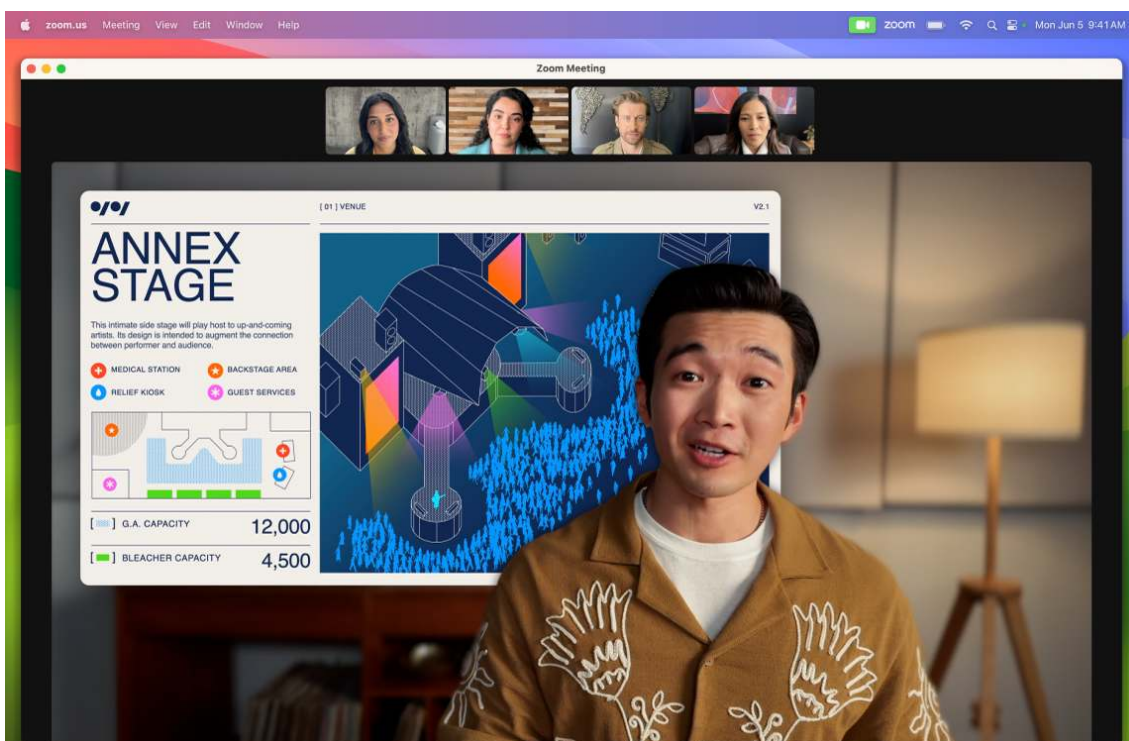 zoom.us Meeting View Edit Window Help
zoom Mon Jun 5 9:41 AM
Zoom Meeting
[ 01 ] VENUE
V2.1
ANNEX
STAGE
This intimate side stage will play host to up-and-coming
artists. Its design is intended to augment the connection
between performer and audience.
MEDICAL STATION
BACKSTAGE AREA
RELIEF KIOSK
GUEST SERVICES
[ ] G.A. CAPACITY 12,000
[ ] BLEACHER CAPACITY 4,500